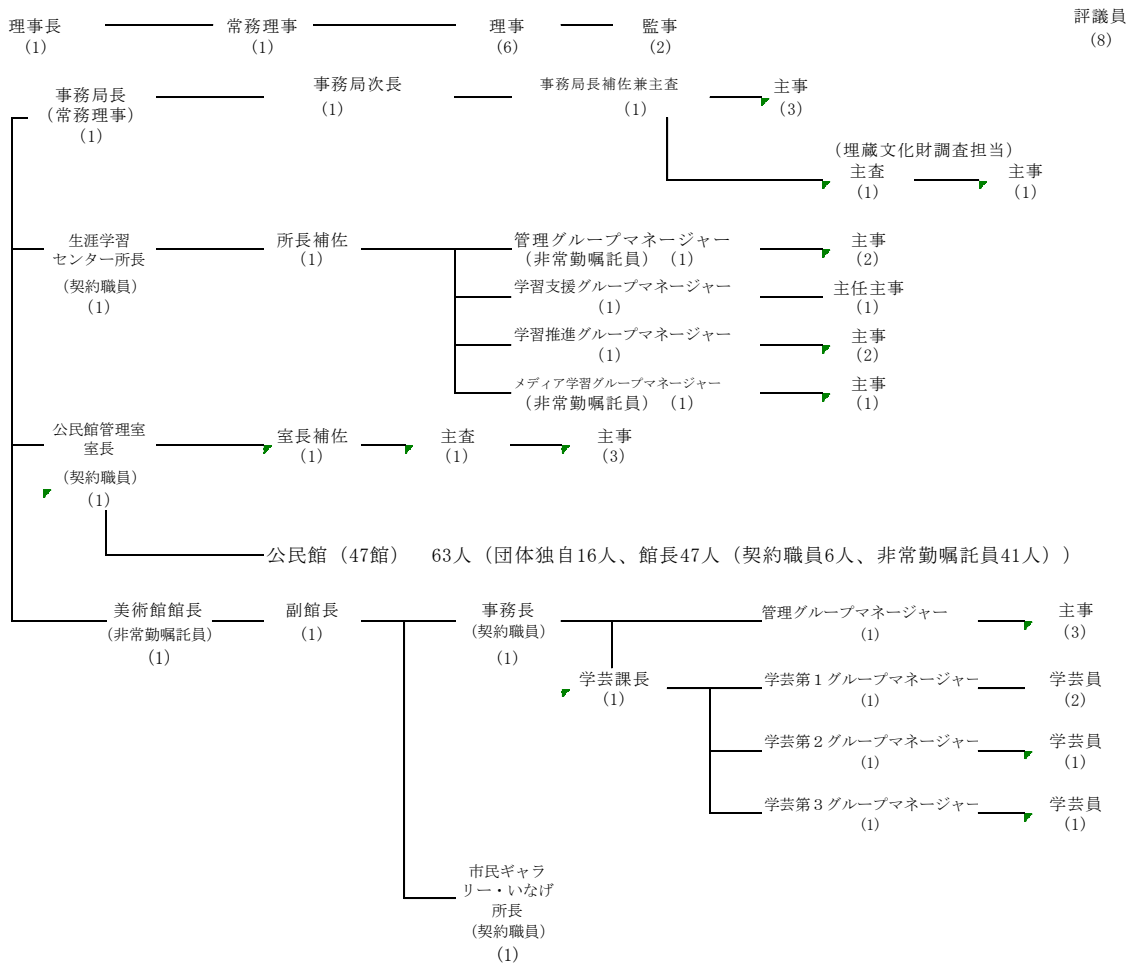 理事長 常務理事 理事 監事 評議員
(1) (1) (6) (2) (8)
事務局長 事務局次長 事務局長補佐兼主査 主事
(常務理事) (1) (1) (3)
(1)
(埋蔵文化財調査担当)
主査 主事
(1) (1)
生涯学習 所長補佐 管理グループマネージャー 主事
センター所長 (1) (非常勤嘱託員) (1) (2)
(契約職員) 学習支援グループマネージャー 主任主事
(1) (1) (1)
学習推進グループマネージャー 主事
(1) (2)
メディア学習グループマネージャー 主事
(非常勤嘱託員) (1) (1)
公民館管理室 室長補佐 主査 主事
室長 (1) (1) (3)
(契約職員)
(1)
公民館(47館) 63人(団体独自16人、館長47人(契約職員6人、非常勤嘱託員41人))
美術館館長 副館長 事務長 管理グループマネージャー 主事
(非常勤嘱託員) (1) (契約職員) (1) (3)
(1) (1)
学芸課長 学芸第1グループマネージャー 学芸員
(1) (1) (2)
学芸第2グループマネージャー 学芸員
(1) (1)
学芸第3グループマネージャー 学芸員
(1) (1)
市民ギャラ
リー・いなげ
所長
(契約職員)
(1)